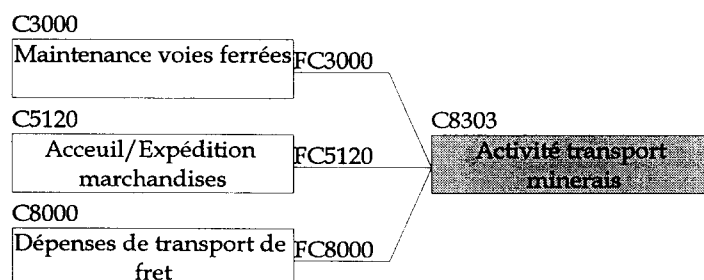 C3000
Maintenance voies ferrées
FC3000
C5120
Acceuil/Expédition
marchandises
FC5120
C8303
Activité transport
minerais
C8000
Dépenses de transport de
fret
FC8000